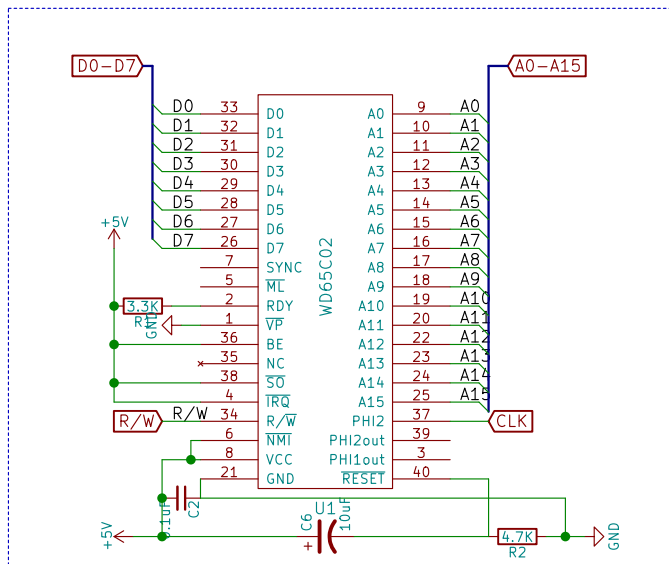 D0-D7 A0-A15
D0 33 D0 A0 9 A0
D1 32 D1 A1 10 A1
D2 31 D2 A2 11 A2
D3 30 D3 A3 12 A3
D4 29 D4 A4 13 A4
D5 28 D5 A5 14 A5
D6 27 D6 A6 15 A6
+5V
D7 26 D7 A7 16 A7
7 SYNC A8 17 A8
5 ML A9 18 A9
3.3K 2 RDY A10 19 A10
R1 GND 1 VP A11 20 A11
36 BE A12 22 A12
35 NC A13 23 A13
38 SO A14 24 A14
4 IRQ A15 25 A15
R/W R/W 34 R/W PHI2 37 CLK
6 NMI PHI2out 39
8 VCC PHI1out 3
21 GND RESET 40
WD65C02
U1
0.1uF C2
+5V C6 + 10uF 4.7K GND
R2